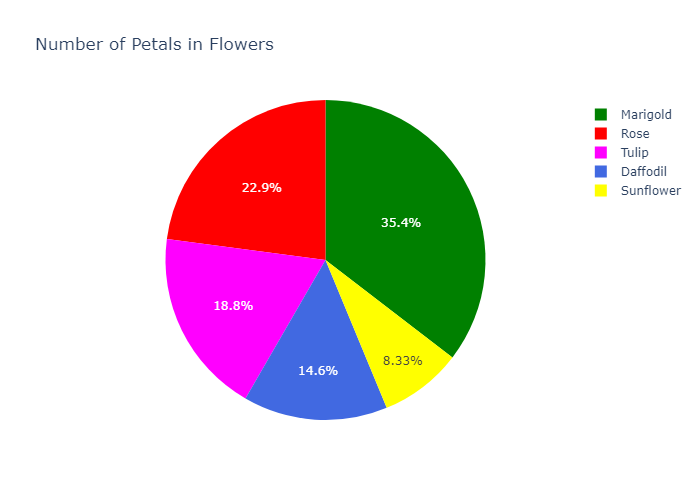 Number of Petals in Flowers
Marigold
Rose
Tulip
Daffodil
Sunflower
22.9%
35.4%
18.8%
8.33%
14.6%